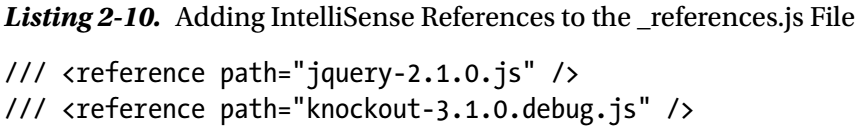 Listing 2-10. Adding IntelliSense References to the _references.js File
/// <reference path="jquery-2.1.0.js" />
/// <reference path="knockout-3.1.0.debug.js" />